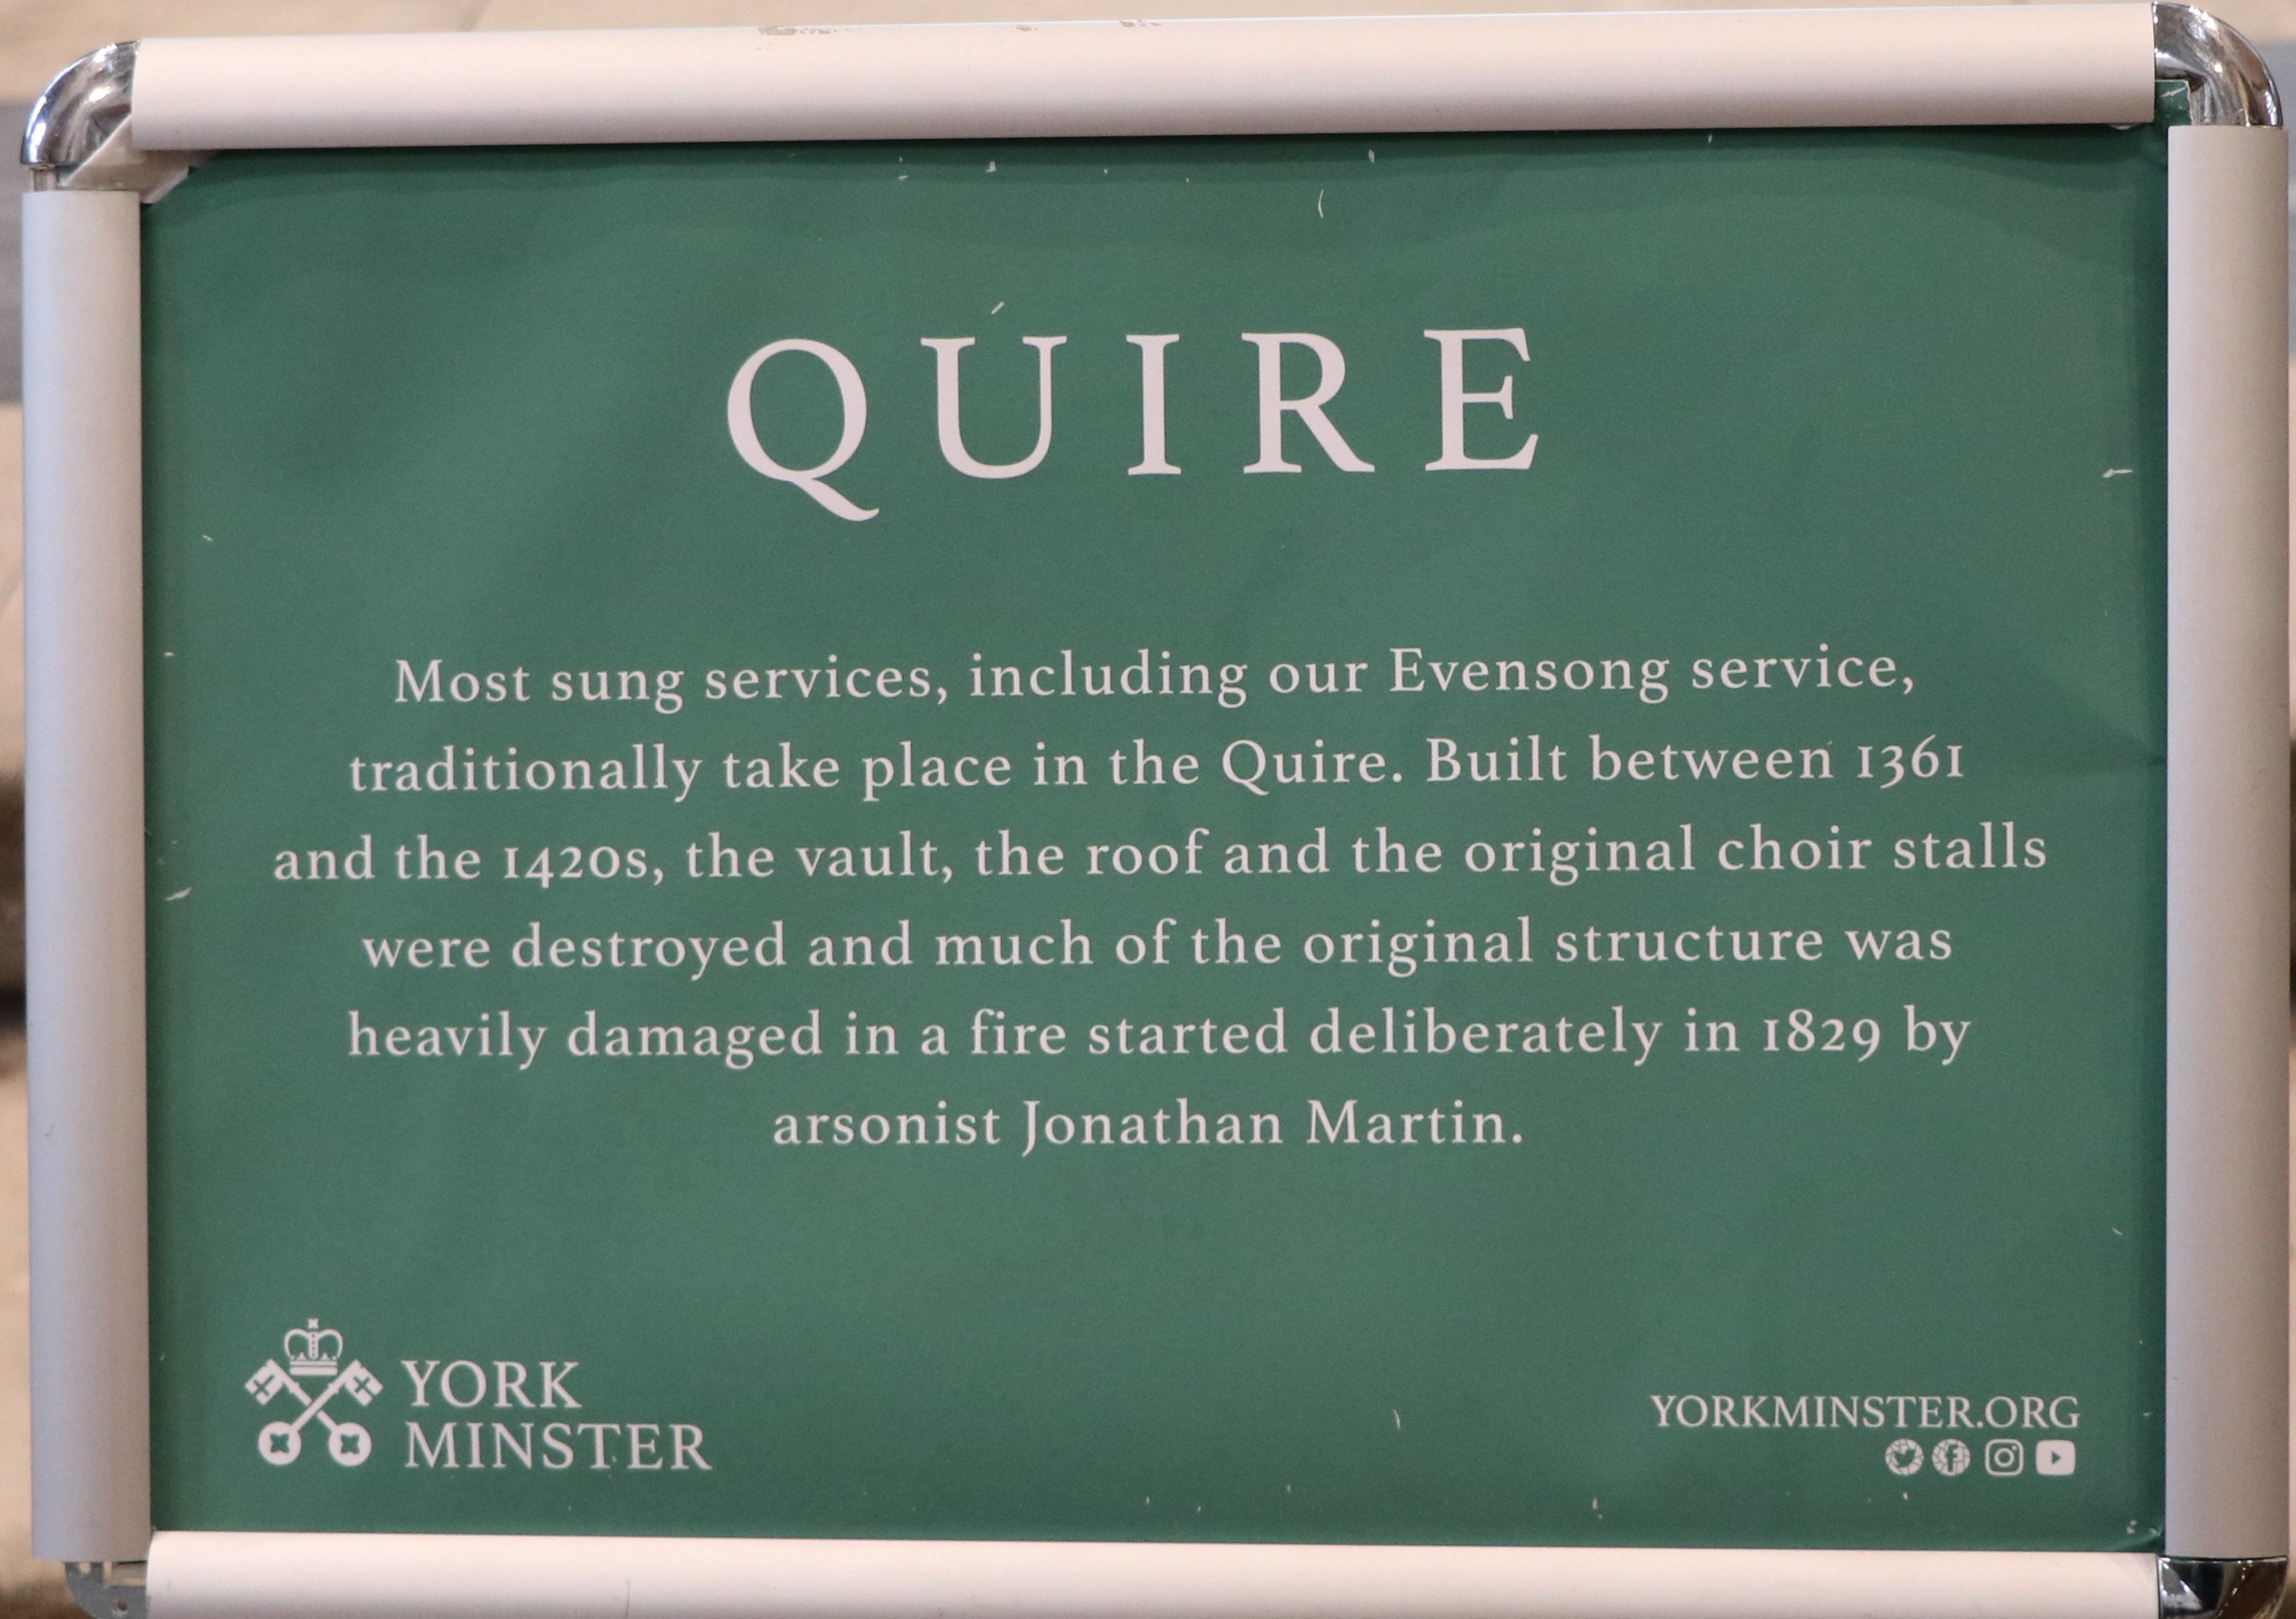 QUIRE
Most sung services, including our Evensong service,
traditionally take place in the Quire. Built between 1361
and the 1420s, the vault, the roof and the original choir stalls
were destroyed and much of the original structure was
heavily damaged in a fire started deliberately in 1829 by
arsonist Jonathan Martin.
YORK
MINSTER
YORKMINSTER.ORG